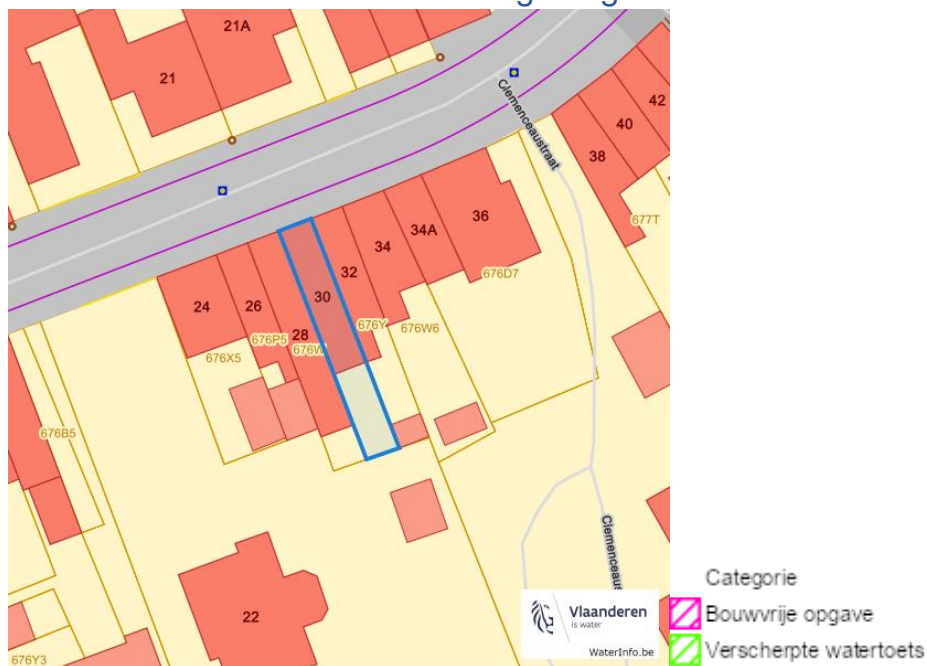 21A
21
42
Clemenceaustraat
40
38
677T
36
34A
34
32
676D7
30
24
26
28
676Y
676W6
676P5
676W
676X5
676B5
22
Vlaanderen
is water
WaterInfo.be
676Y3
Categorie
Bouwvrije opgave
Verscherpte watertoets